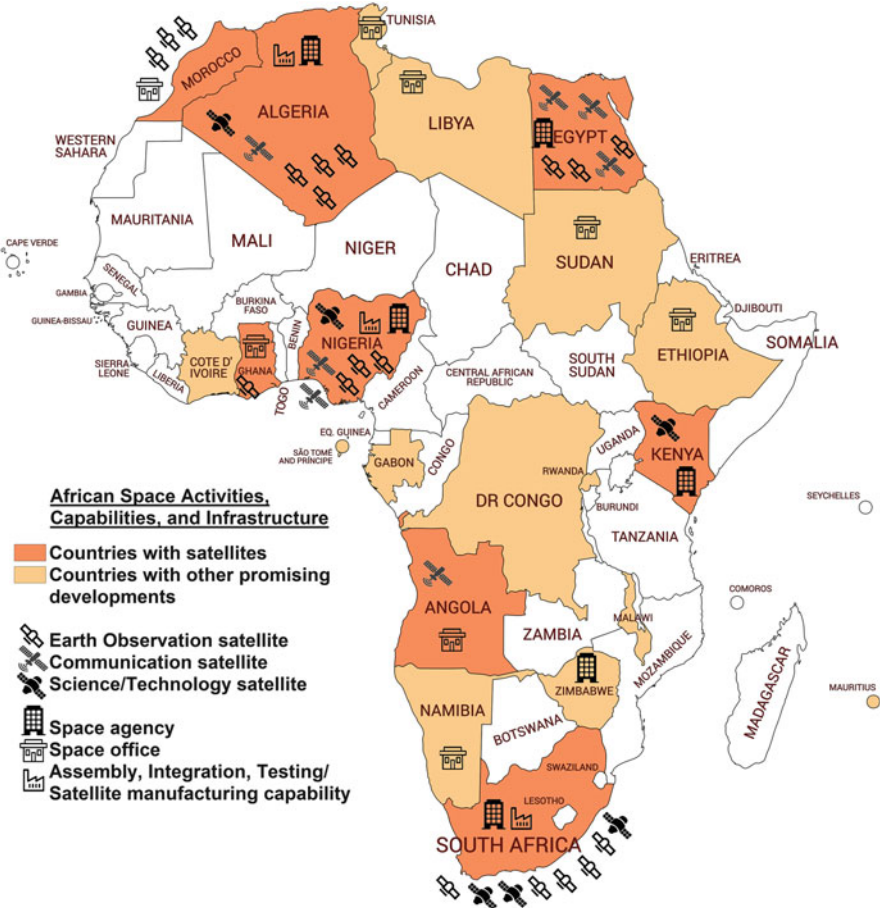 TUNISIA
MOROCCO
ALGERIA
LIBYA
EGYPT
WESTERN
SAHARA
MAURITANIA
MALI
NIGER
CHAD
SUDAN
ERITREA
CAPE VERDE
SENEGAL
GAMBIA
GUINEA-BISSAU
GUINEA
BURKINA
FASO
BENIN
NIGERIA
DJIBOUTI
SOMALIA
ETHIOPIA
SIERRA
LEONE
LIBERIA
COTE D'
IVOIRE
GHANA
TOGO
CAMEROON
CENTRAL AFRICAN
REPUBLIC
SOUTH
SUDAN
EQ. GUINEA
SÃO TOMÉ
AND PRÍNCIPE
GABON
CONGO
UGANDA
KENYA
RWANDA
DR CONGO
BURUNDI
TANZANIA
SEYCHELLES
African Space Activities,
Capabilities, and Infrastructure
Countries with satellites
Countries with other promising
developments
Earth Observation satellite
Communication satellite
Science/Technology satellite
Space agency
Space office
Assembly, Integration, Testing/
Satellite manufacturing capability
COMOROS
ANGOLA
ZAMBIA
MALAWI
MOZAMBIQUE
MADAGASCAR
MAURITIUS
ZIMBABWE
NAMIBIA
BOTSWANA
SWAZILAND
LESOTHO
SOUTH AFRICA